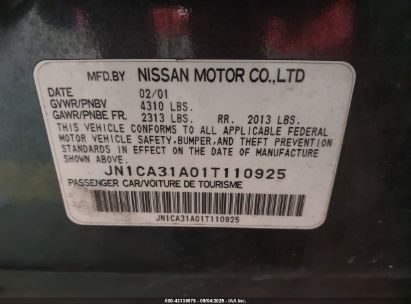 MFD.BY NISSAN MOTOR CO.,LTD
DATE 02/01
GVWR/PNBV 4310 LBS.
GAWR/PNBE FR. 2313 LBS. RR. 2013 LBS.
THIS VEHICLE CONFORMS TO ALL APPLICABLE FEDERAL
MOTOR VEHICLE SAFETY, BUMPER, AND THEFT PREVENTION
STANDARDS IN EFFECT ON THE DATE OF MANUFACTURE
SHOWN ABOVE.
JN1CA31A01T110925
PASSENGER CAR/VOITURE DE TOURISME
JN1CA31A01T110925